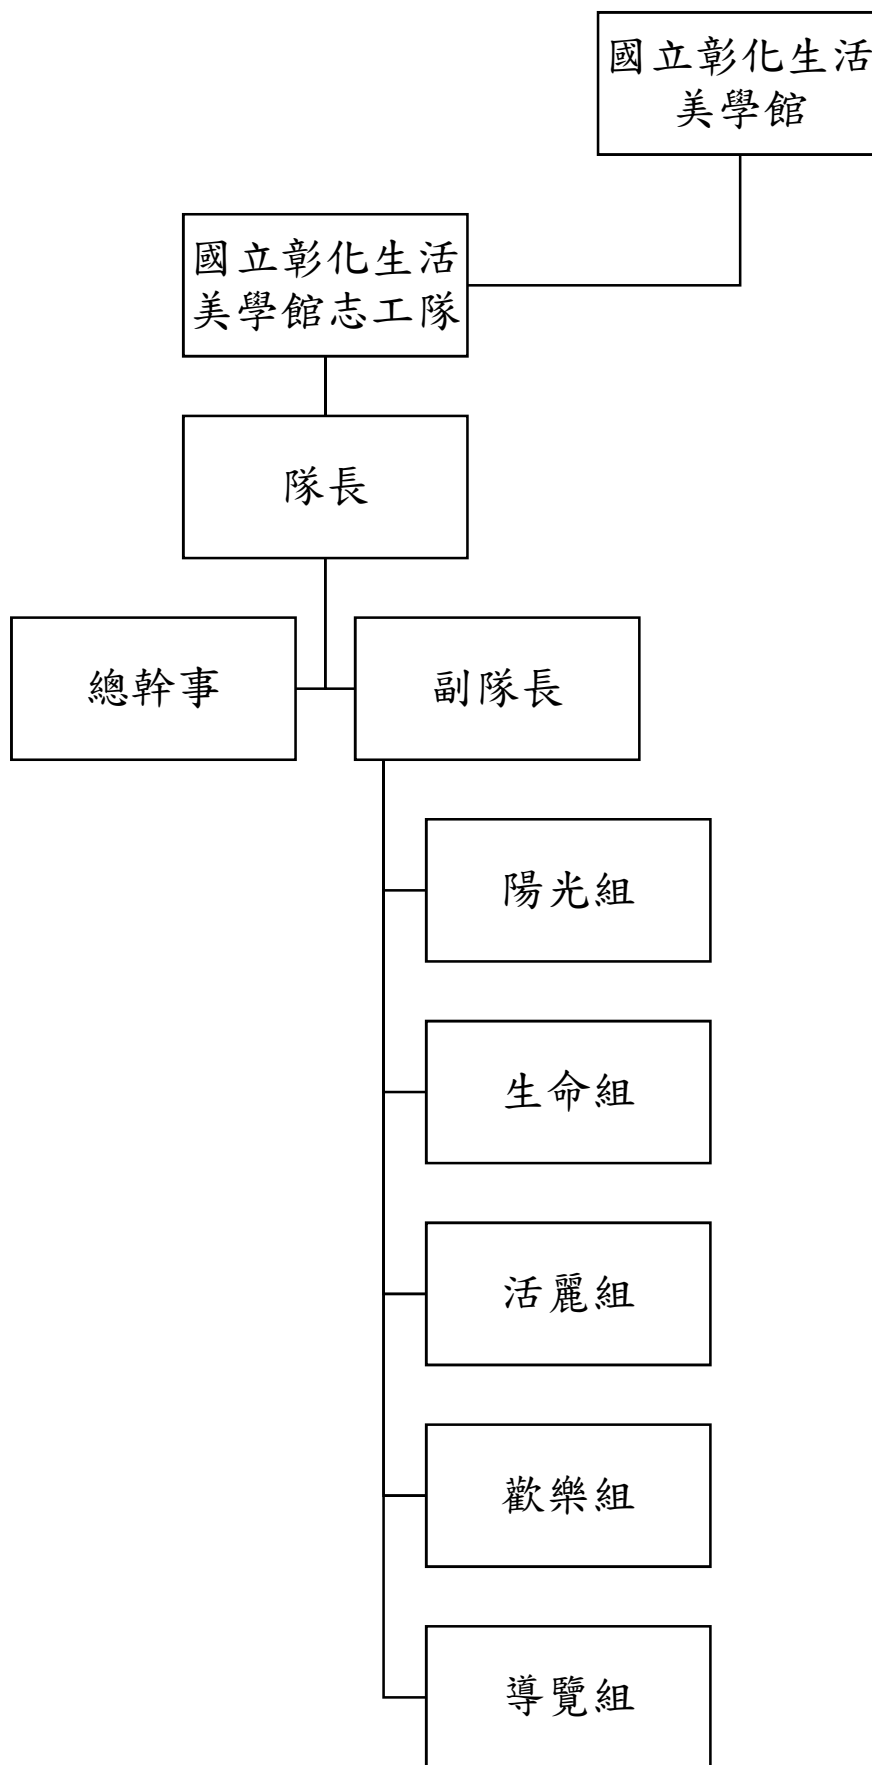 國立彰化生活
美學館
國立彰化生活
美學館志工隊
隊長
總幹事
副隊長
陽光組
生命組
活麗組
歡樂組
導覽組